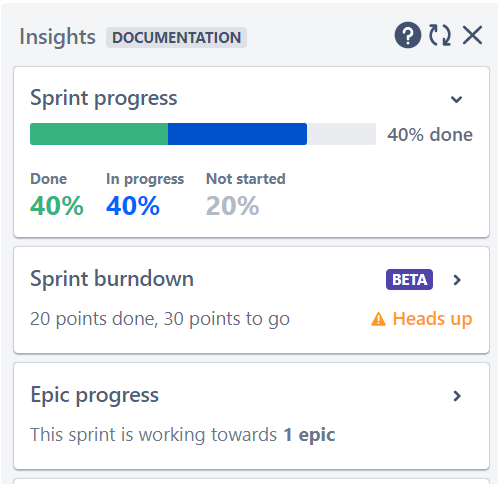 Insights DOCUMENTATION
Sprint progress
40% done
Done In progress Not started
40% 40% 20%
Sprint burndown BETA
20 points done, 30 points to go Heads up
Epic progress
This sprint is working towards 1 epic